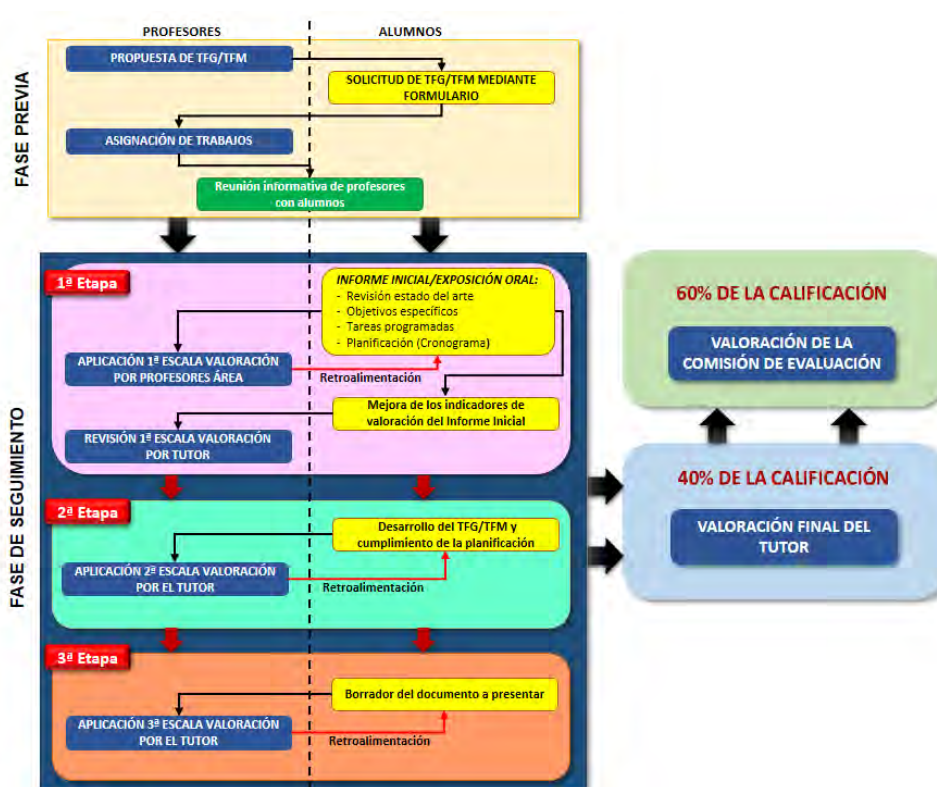 PROFESORES
ALUMNOS
FASE PREVIA
PROPUESTA DE TFG/TFM
SOLICITUD DE TFG/TFM MEDIANTE
FORMULARIO
ASIGNACIÓN DE TRABAJOS
Reunión informativa de profesores
con alumnos
FASE DE SEGUIMIENTO
1ª Etapa
INFORME INICIAL/EXPOSICIÓN ORAL:
- Revisión estado del arte
- Objetivos específicos
- Tareas programadas
- Planificación (Cronograma)
APLICACIÓN 1ª ESCALA VALORACIÓN
POR PROFESORES ÁREA
Retroalimentación
Mejora de los indicadores de
valoración del Informe Inicial
REVISIÓN 1ª ESCALA VALORACIÓN
POR TUTOR
2ª Etapa
Desarrollo del TFG/TFM y
cumplimiento de la planificación
APLICACIÓN 2ª ESCALA VALORACIÓN
POR EL TUTOR
Retroalimentación
3ª Etapa
Borrador del documento a presentar
APLICACIÓN 3ª ESCALA VALORACIÓN
POR EL TUTOR
Retroalimentación
60% DE LA CALIFICACIÓN
VALORACIÓN DE LA
COMISIÓN DE EVALUACIÓN
40% DE LA CALIFICACIÓN
VALORACIÓN FINAL DEL
TUTOR